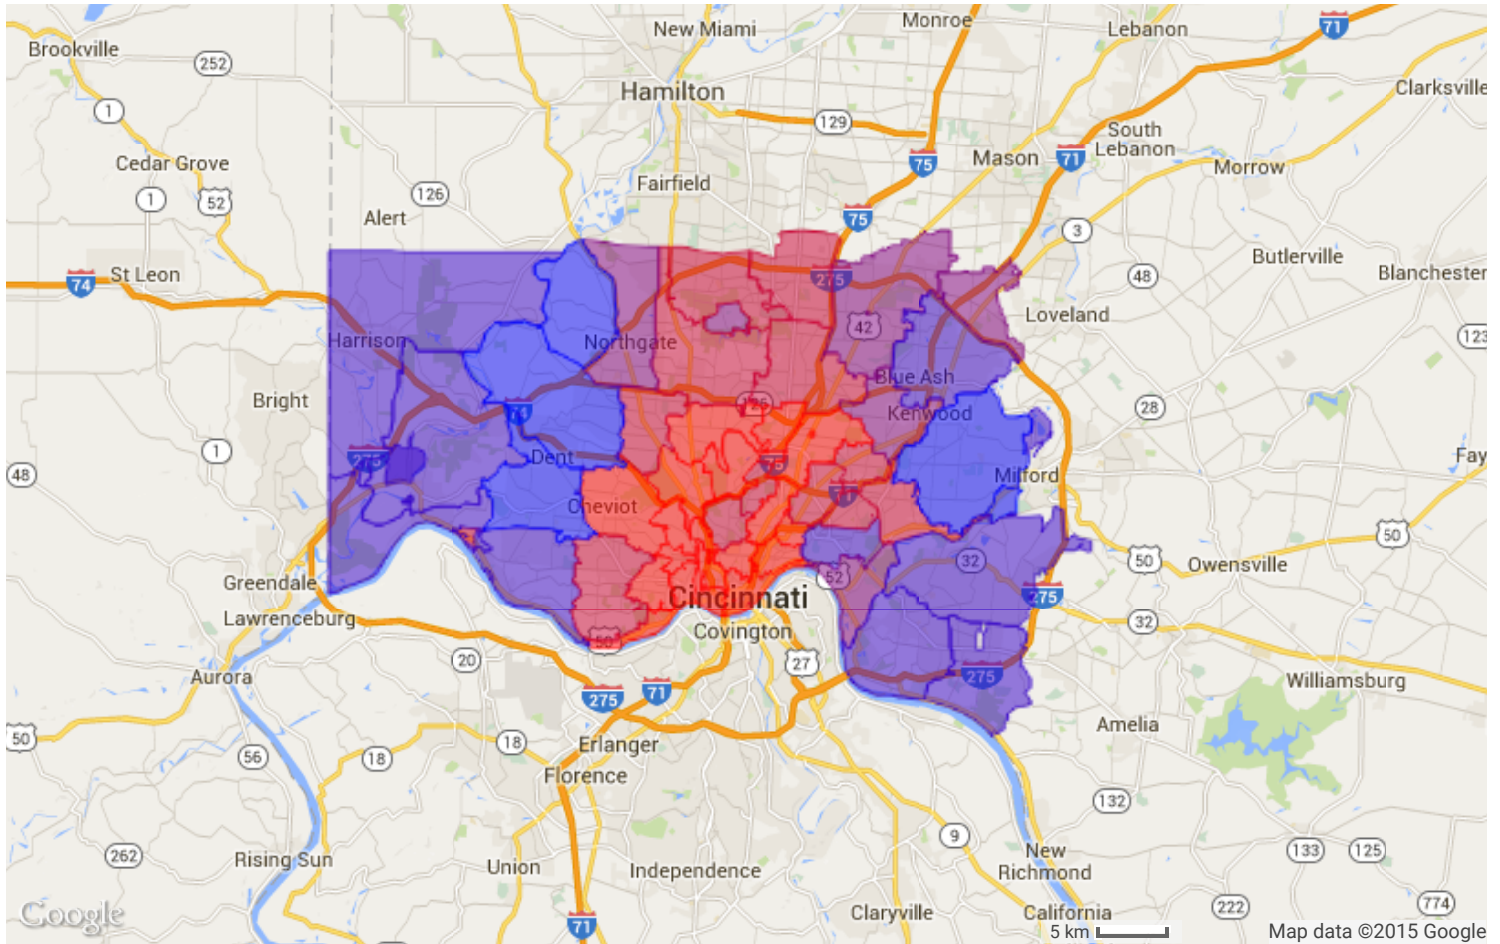 New Miami
Monroe
Lebanon
71
Brookville
252
Hamilton
Clarksville
1
129
South
Lebanon
75
Mason
71
Morrow
Cedar Grove
Fairfield
126
1
52
Alert
75
3
Butlerville
St Leon
74
275
48
Blanchester
Loveland
42
Harrison
Northgate
123
Blue Ash
Bright
126
74
Kenwood
28
1
Dent
275
75
Fay
48
Milford
71
Cheviot
50
32
50
Owensville
Greendale
52
Cincinnati
275
Lawrenceburg
32
Covington
50
20
27
Aurora
275
Williamsburg
275
71
Amelia
50
18
Erlanger
56
18
Florence
132
9
262
Rising Sun
Union
Independence
New
Richmond
133
125
Google
71
Claryville
California
222
774
5 km
Map data ©2015 Google